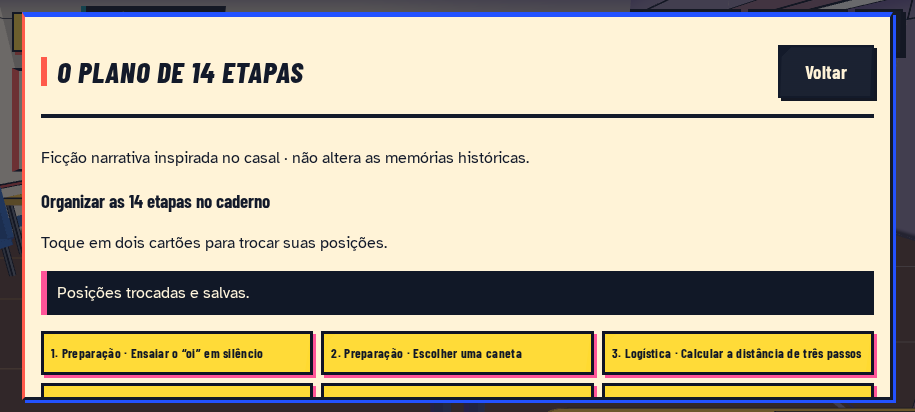 O PLANO DE 14 ETAPAS
Voltar
Ficção narrativa inspirada no casal · não altera as memórias históricas.
Organizar as 14 etapas no caderno
Toque em dois cartões para trocar suas posições.
Posições trocadas e salvas.
1. Preparação · Ensaiar o “oi” em silêncio
2. Preparação · Escolher uma caneta
3. Logística · Calcular a distância de três passos